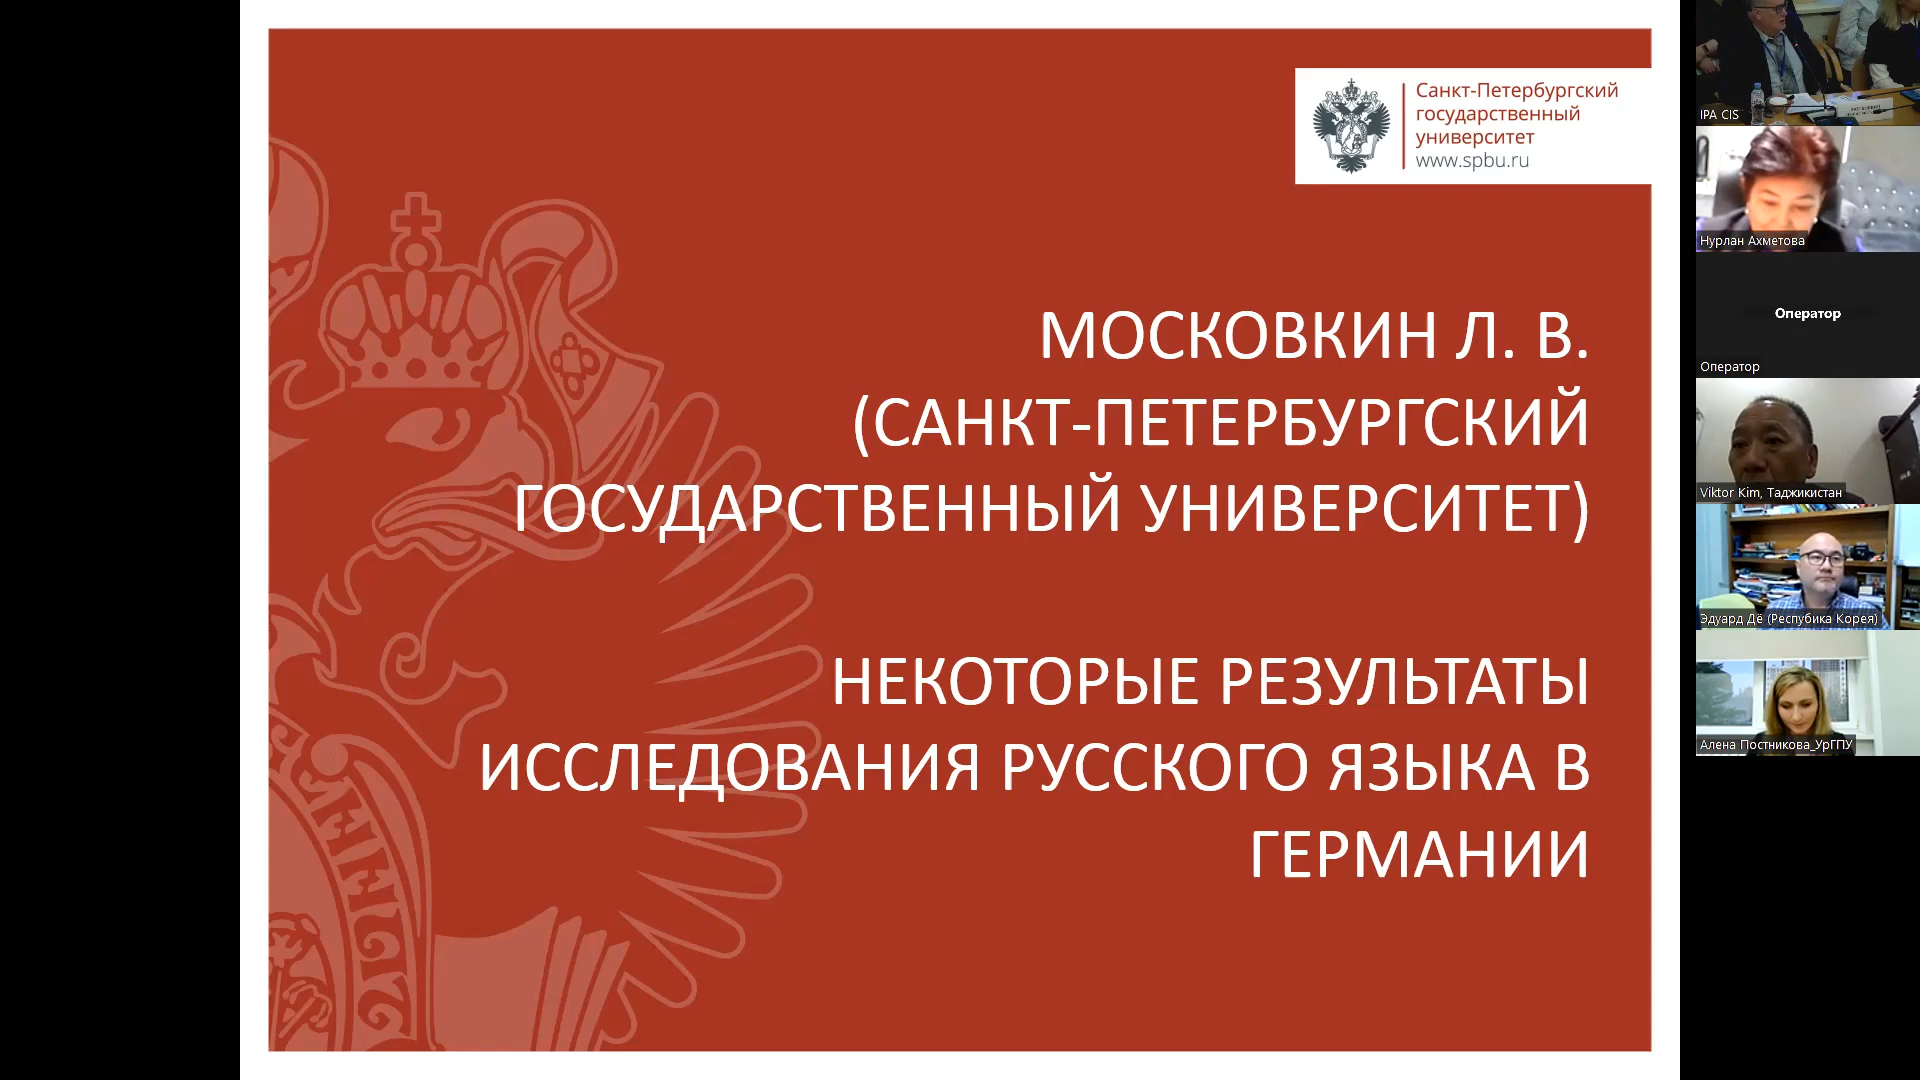 Санкт-Петербургский
государственный
университет
www.spbu.ru
МОСКОВКИН Л. В.
(САНКТ-ПЕТЕРБУРГСКИЙ
ГОСУДАРСТВЕННЫЙ УНИВЕРСИТЕТ)
НЕКОТОРЫЕ РЕЗУЛЬТАТЫ
ИССЛЕДОВАНИЯ РУССКОГО ЯЗЫКА В
ГЕРМАНИИ
IPA CIS
Нурлан Ахметова
Оператор
Оператор
Viktor Kim, Таджикистан
Эдуард Дё (Респубика Корея)
Алена Постникова_УрГПУ